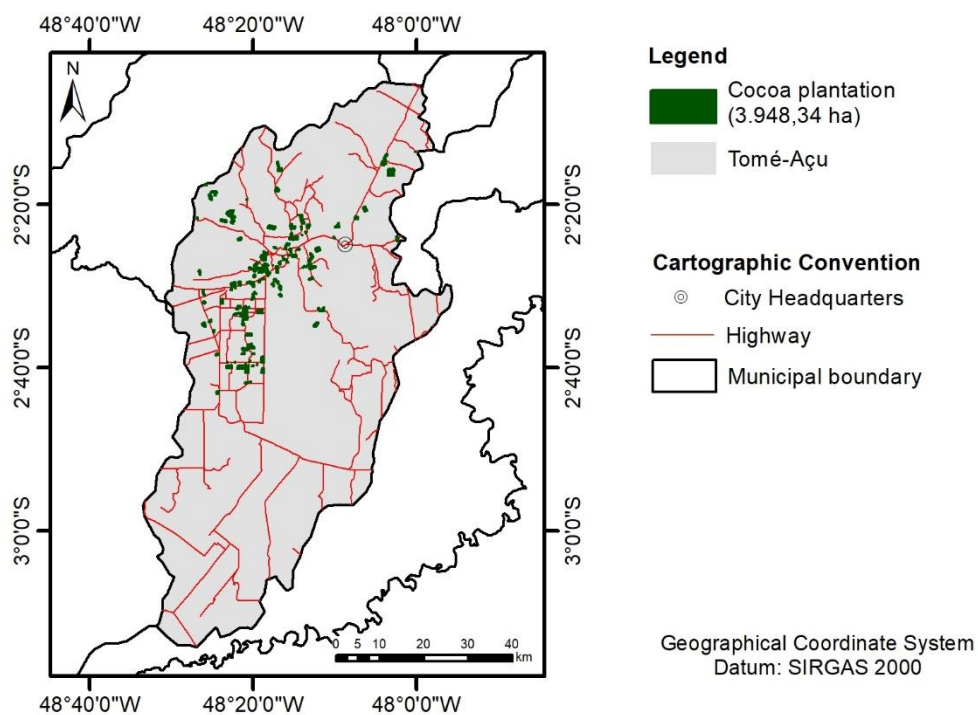 48°40'0"W 48°20'0"W 48°0'0"W
N
2°20'0"S 2°20'0"S
2°40'0"S 2°40'0"S
3°0'0"S 3°0'0"S
0 5 10 20 30 40
km
48°40'0"W 48°20'0"W 48°0'0"W
Legend
Cocoa plantation
(3.948,34 ha)
Tomé-Açu
Cartographic Convention
City Headquarters
Highway
Municipal boundary
Geographical Coordinate System
Datum: SIRGAS 2000